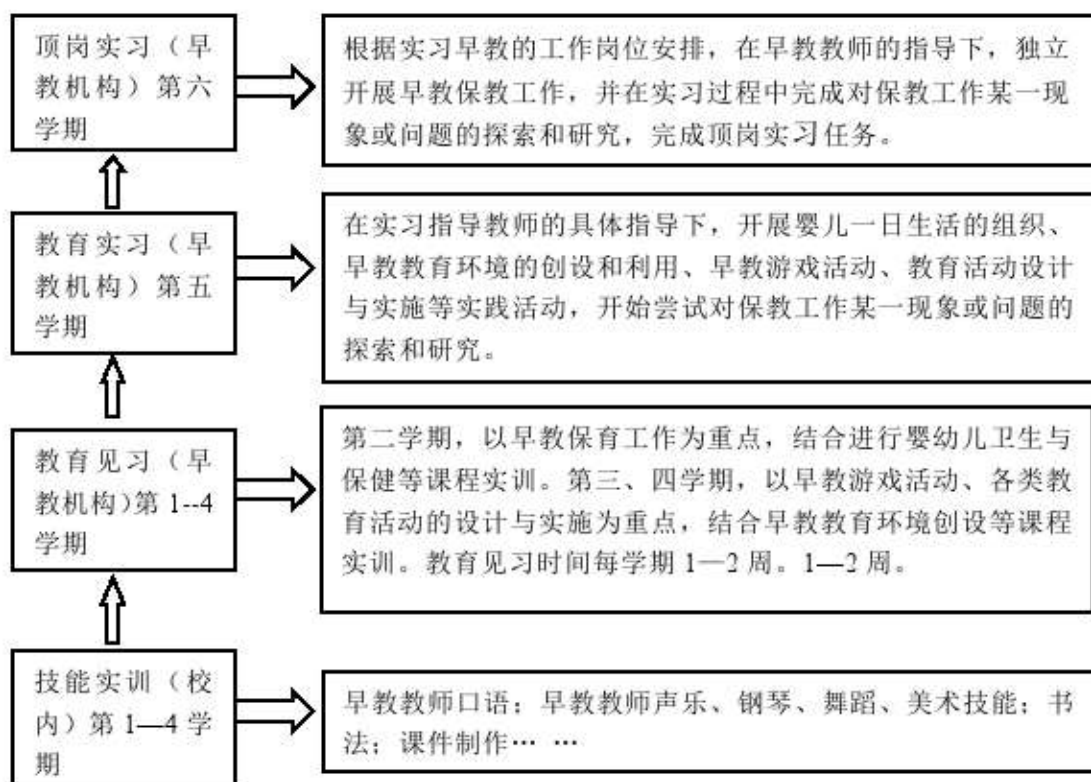 顶岗实习（早
教机构）第六
学期
根据实习早教的工作岗位安排，在早教教师的指导下，独立
开展早教保教工作，并在实习过程中完成对保教工作某一现
象或问题的探索和研究，完成顶岗实习任务。
教育实习（早
教机构）第五
学期
在实习指导教师的具体指导下，开展婴儿一日生活的组织、
早教教育环境的创设和利用、早教游戏活动、教育活动设计
与实施等实践活动，开始尝试对保教工作某一现象或问题的
探索和研究。
教育见习（早
教机构）第 1--4
学期
第二学期，以早教保育工作为重点，结合进行婴幼儿卫生与
保健等课程实训。第三、四学期，以早教游戏活动、各类教
育活动的设计与实施为重点，结合早教教育环境创设等课程
实训。教育见习时间每学期 1—2 周。1—2 周。
技能实训（校
内）第 1—4 学
期
早教教师口语；早教教师声乐、钢琴、舞蹈、美术技能；书
法；课件制作… …